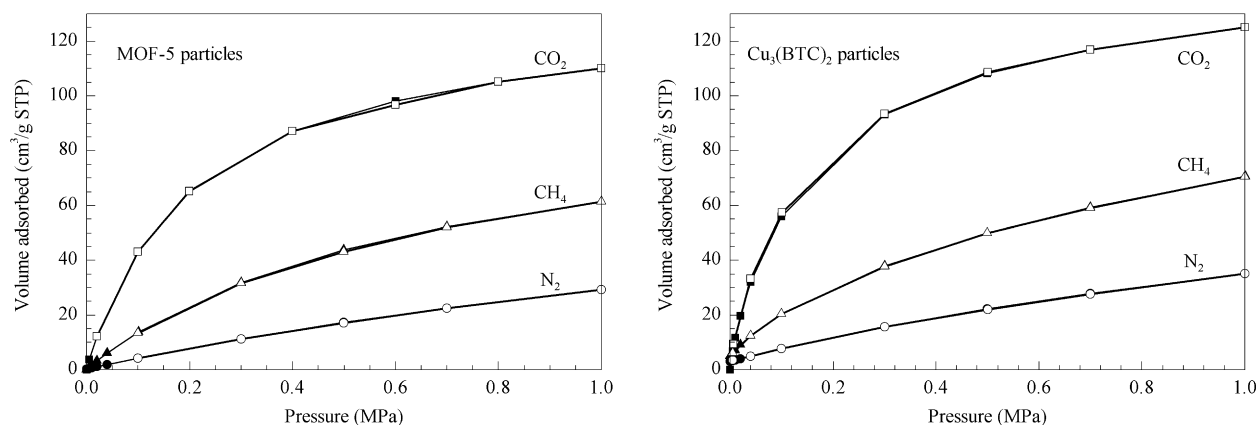 MOF-5 particles
CO₂
CH₄
N₂
120
100
80
60
40
20
0
0.0 0.2 0.4 0.6 0.8 1.0
Volume adsorbed (cm³/g STP)
Pressure (MPa)
Cu₃(BTC)₂ particles
CO₂
CH₄
N₂
120
100
80
60
40
20
0
0.0 0.2 0.4 0.6 0.8 1.0
Volume adsorbed (cm³/g STP)
Pressure (MPa)